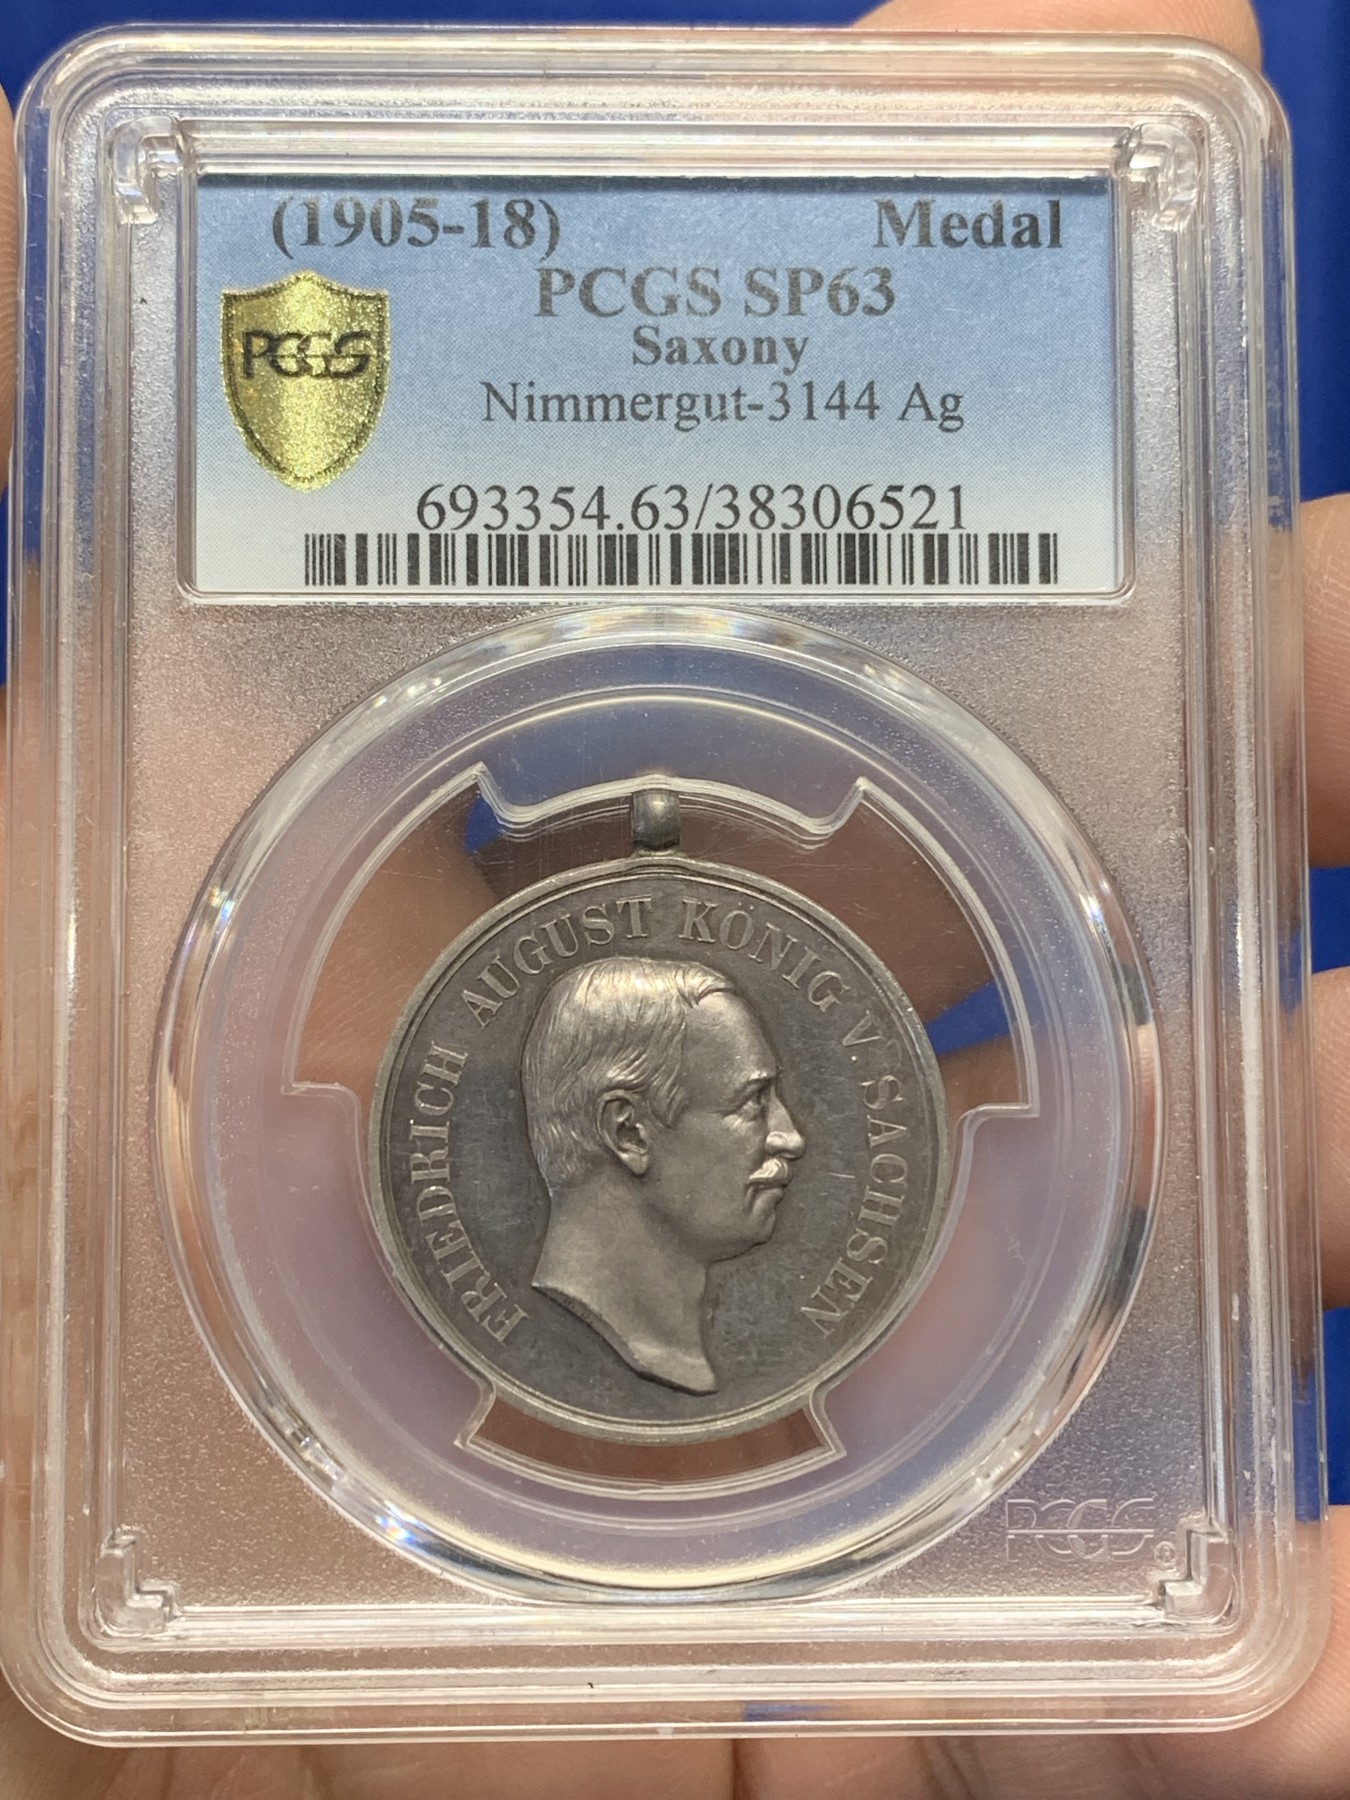 (1905-18) Medal
PCGS SP63
PCGS
Saxony
Nimmergut-3144 Ag
693354.63/38306521
FRIEDRICH AUGUST KÖNIG V. SACHSEN
PCGS